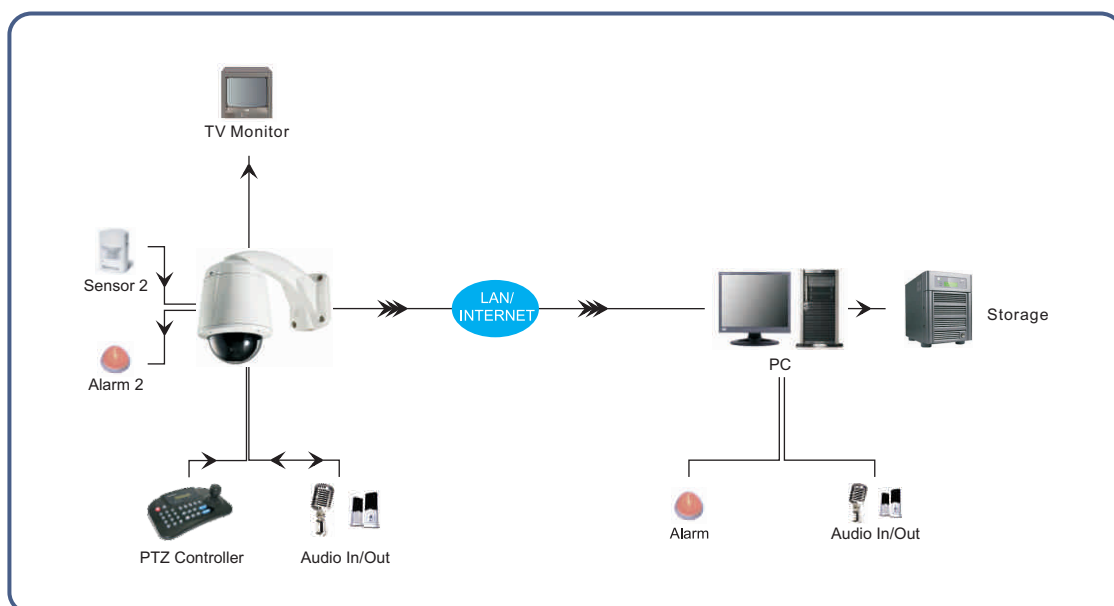 TV Monitor
Sensor 2
Alarm 2
LAN/
INTERNET
PC
Storage
PTZ Controller
Audio In/Out
Alarm
Audio In/Out